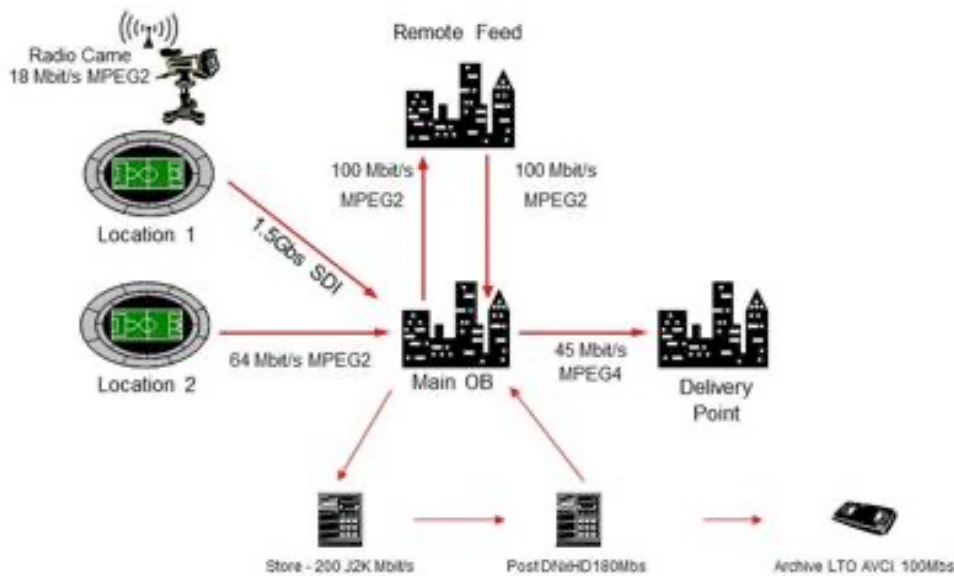 Remote Feed
Radio Came
18 Mbit/s MPEG2
100 Mbit/s
MPEG2
100 Mbit/s
MPEG2
Location 1
1.5Gbs SDI
64 Mbit/s MPEG2
Location 2
Main OB
45 Mbit/s
MPEG4
Delivery
Point
Store - 200 J2K Mbit/s
Post DNxHD180Mbs
Archive LTO AVCI 100Mbs